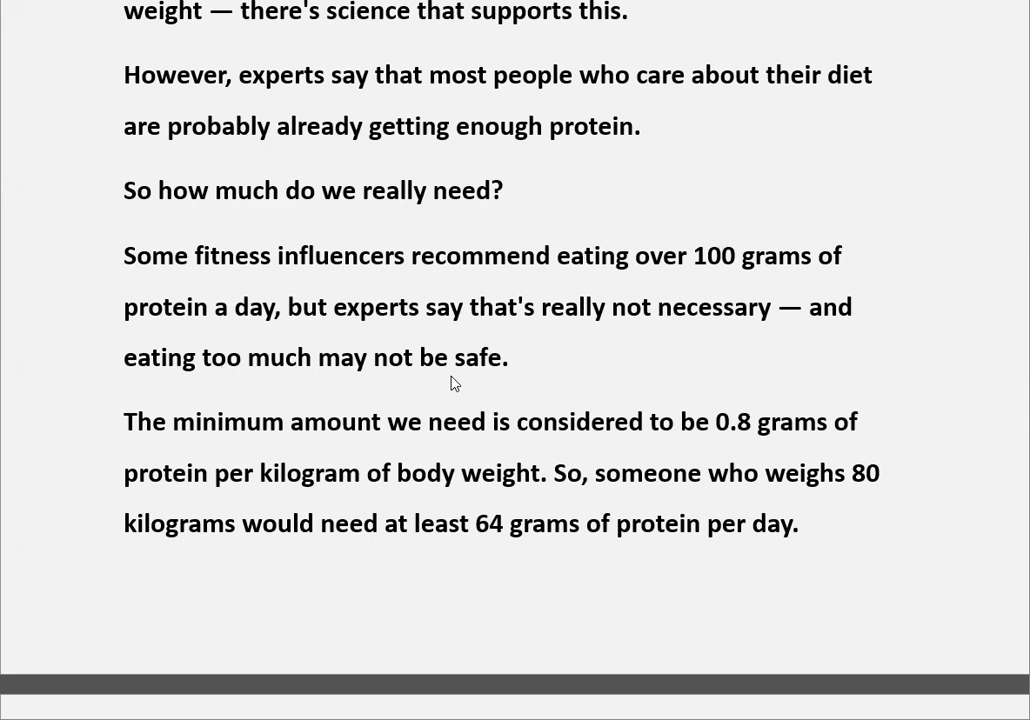 weight — there's science that supports this.
However, experts say that most people who care about their diet
are probably already getting enough protein.
So how much do we really need?
Some fitness influencers recommend eating over 100 grams of
protein a day, but experts say that's really not necessary — and
eating too much may not be safe.
The minimum amount we need is considered to be 0.8 grams of
protein per kilogram of body weight. So, someone who weighs 80
kilograms would need at least 64 grams of protein per day.